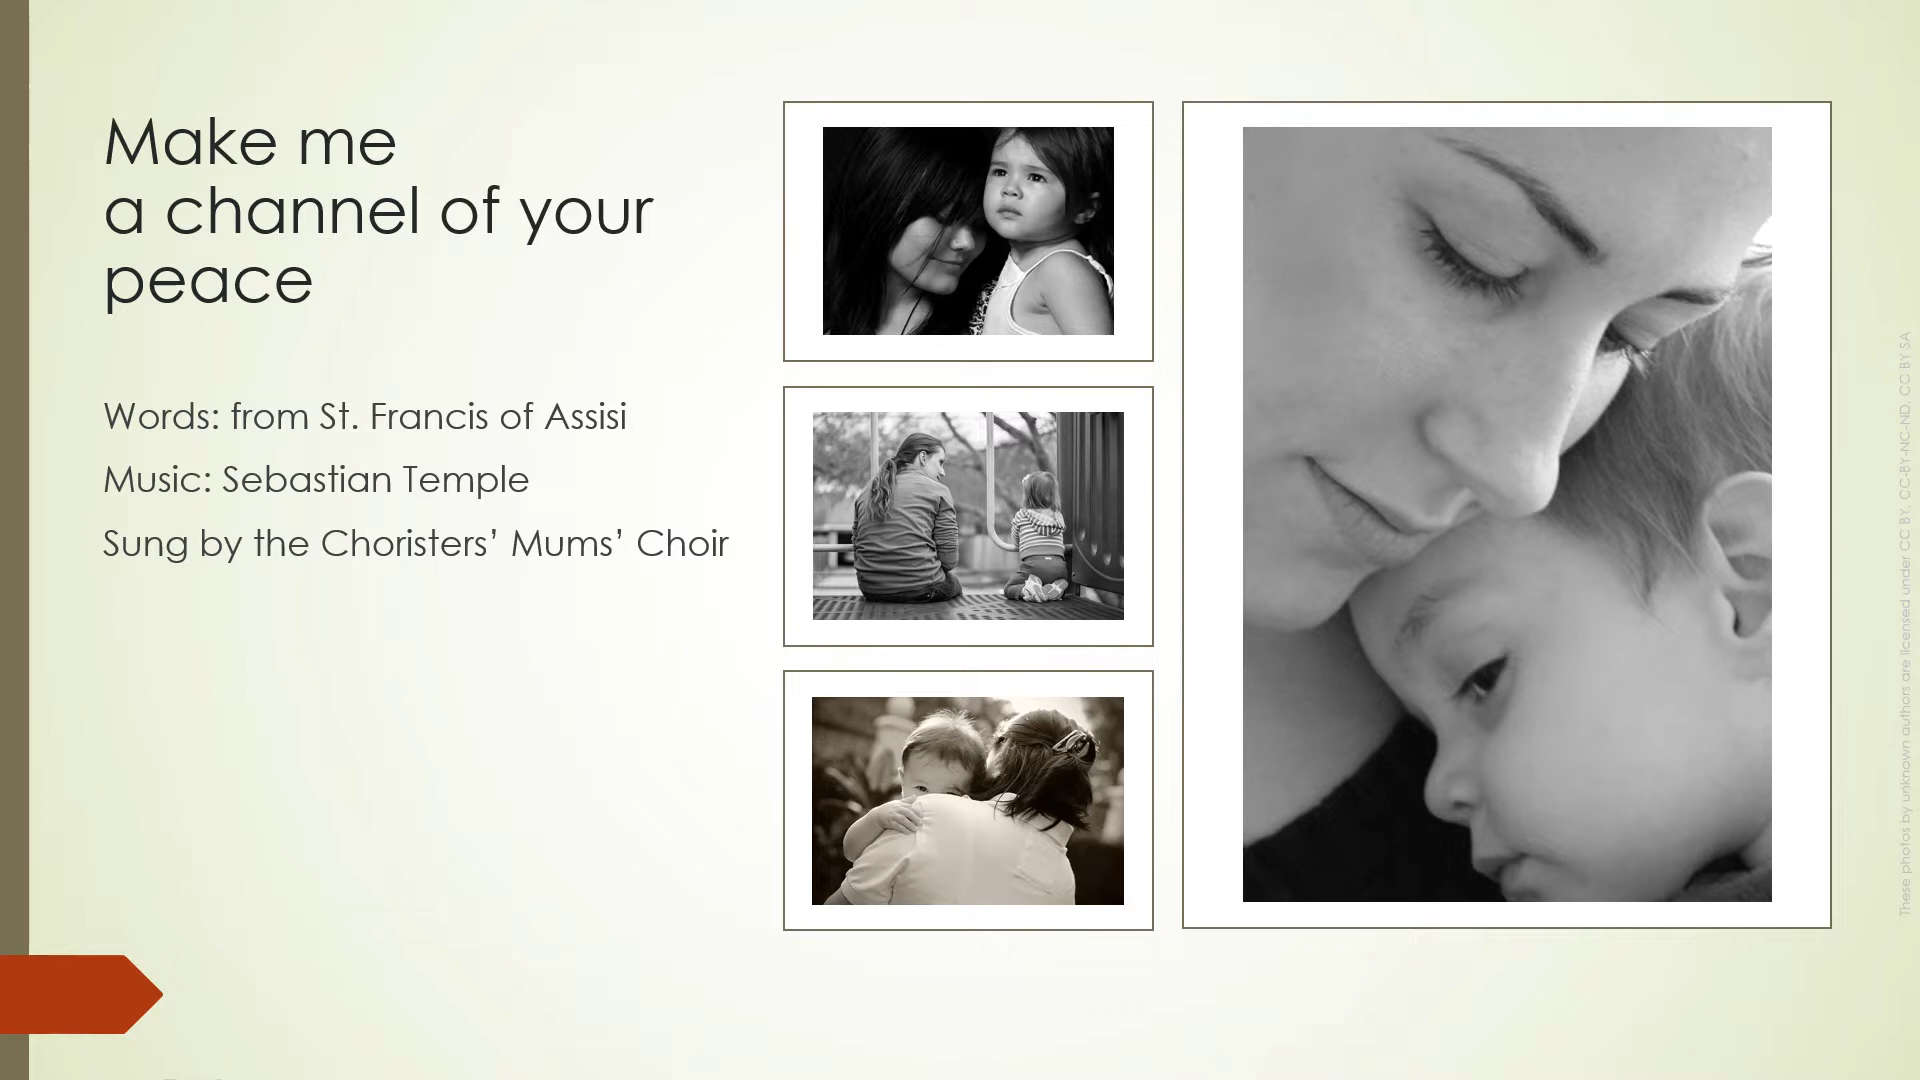 Make me
a channel of your
peace
Words: from St. Francis of Assisi
Music: Sebastian Temple
Sung by the Choristers’ Mums’ Choir
These photos by unknown authors are licensed under CC BY, CC-BY-NC-ND, CC BY SA